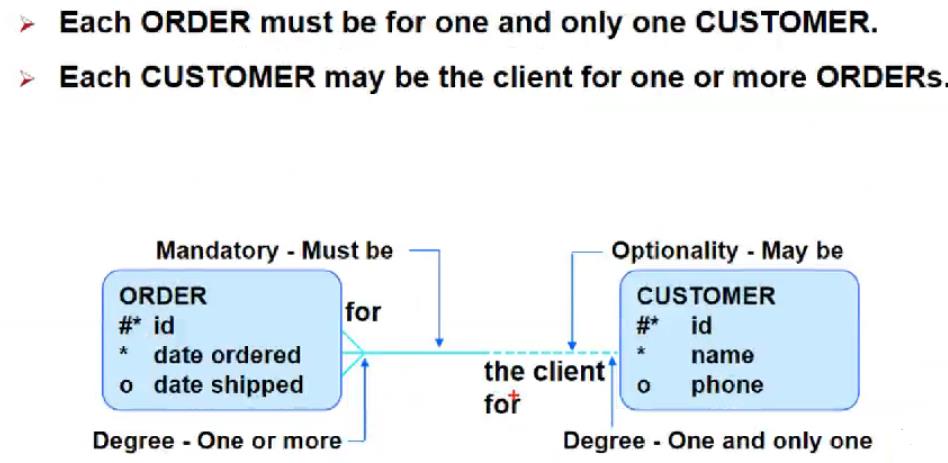 Each ORDER must be for one and only one CUSTOMER.
Each CUSTOMER may be the client for one or more ORDERs.
Mandatory - Must be
Optionality - May be
ORDER
#* id
* date ordered
o date shipped
for
the client
for
CUSTOMER
#* id
* name
o phone
Degree - One or more
Degree - One and only one